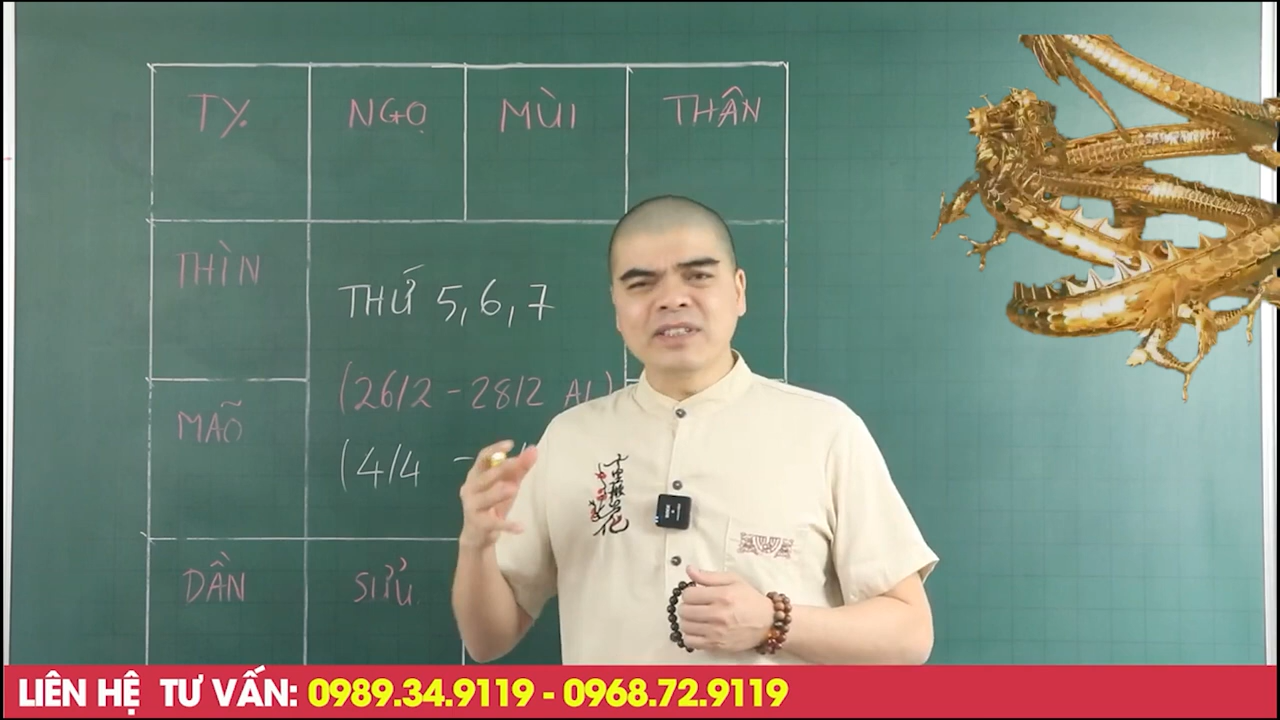 TỴ NGỌ MÙI THÂN
THÌN
THỨ 5, 6, 7
(26/2 - 28/2 AL)
MÃO
(4/4 -
DẦN SỬU
LIÊN HỆ TƯ VẤN: 0989.34.9119 - 0968.72.9119